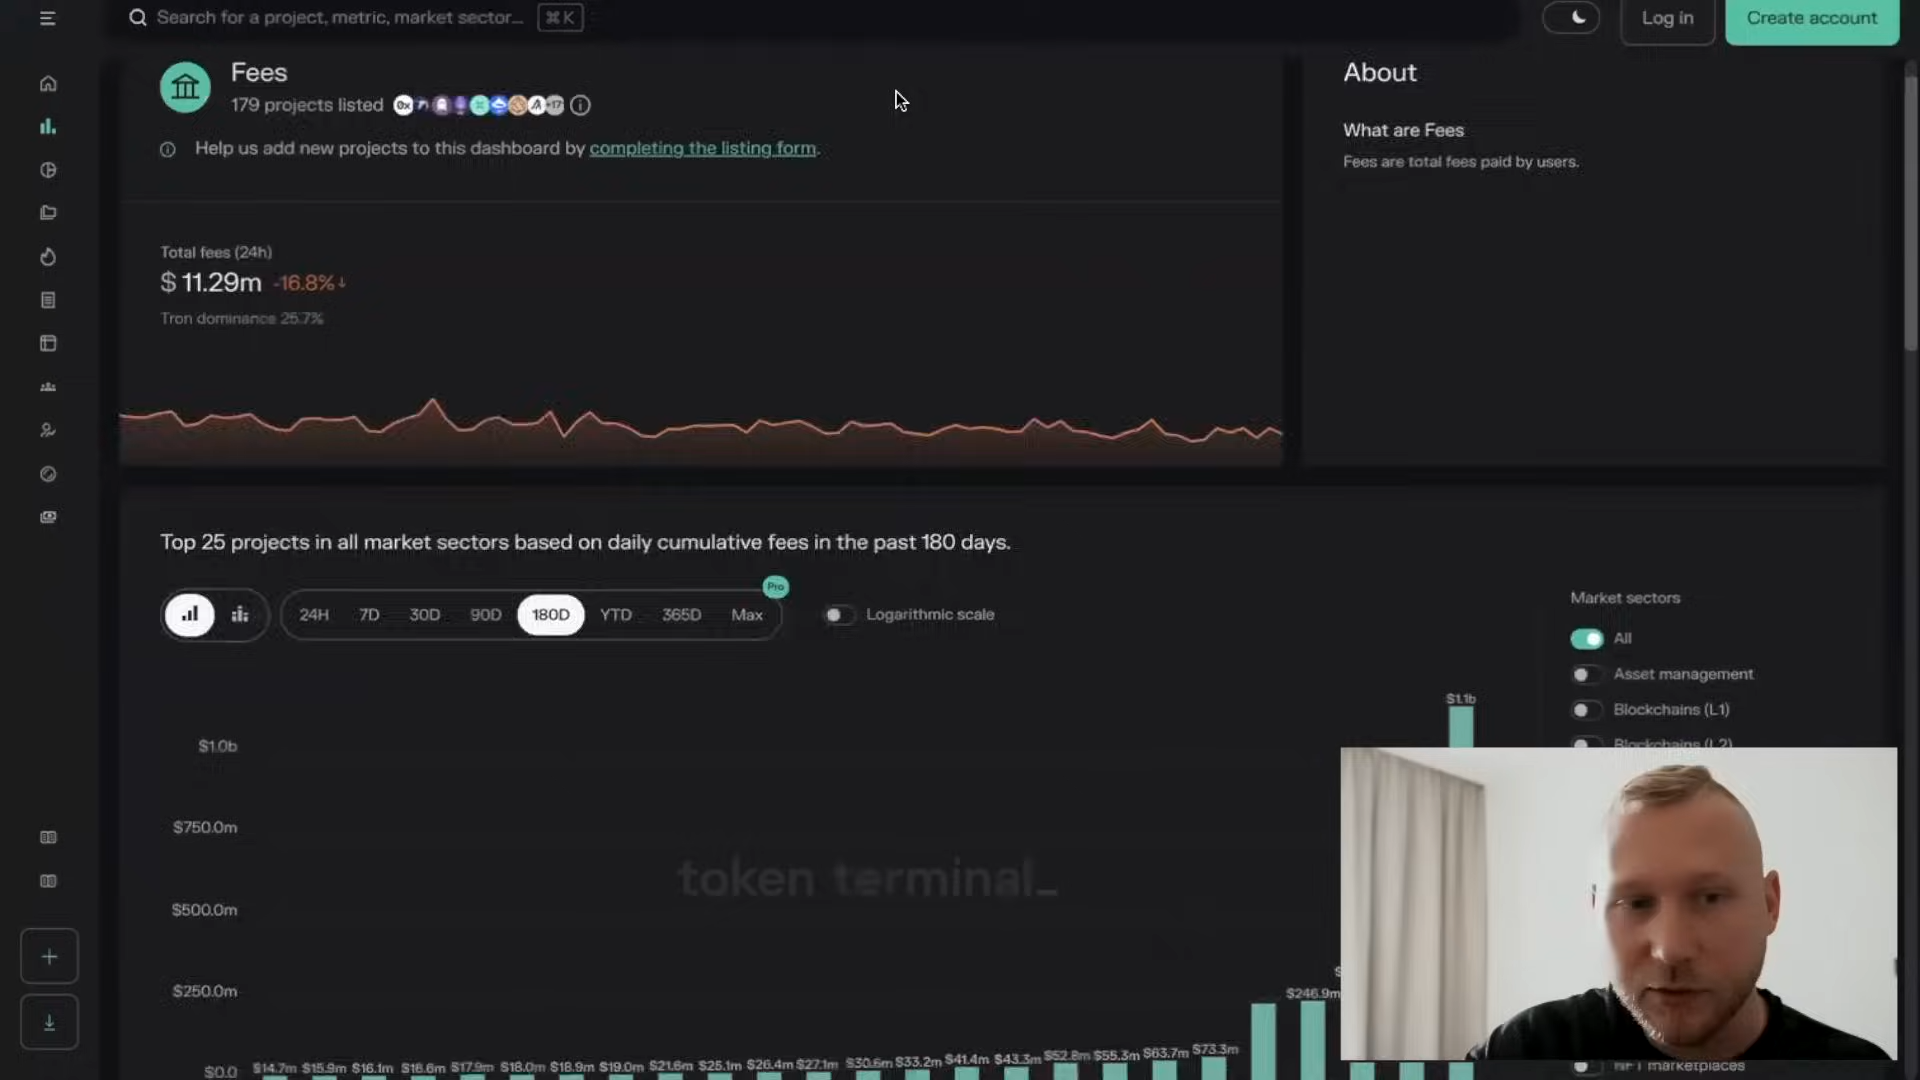 Search for a project, metric, market sector... ⌘ K
Log in
Create account
Fees
179 projects listed
Help us add new projects to this dashboard by completing the listing form.
About
What are Fees
Fees are total fees paid by users.
Total fees (24h)
$ 11.29m -16.8%↓
Tron dominance 25.7%
Top 25 projects in all market sectors based on daily cumulative fees in the past 180 days.
Pro
24H 7D 30D 90D 180D YTD 365D Max
Logarithmic scale
Market sectors
All
Asset management
Blockchains (L1)
Blockchains (L2)
NFT marketplaces
$1.0b
$750.0m
$500.0m
$250.0m
$0.0
token terminal_
$1.1b
$246.9m
$14.7m $15.9m $16.1m $16.6m $17.9m $18.0m $18.9m $19.0m $21.6m $25.1m $26.4m $27.1m $30.6m $33.2m $41.4m $43.3m $52.8m $55.3m $63.7m $73.3m